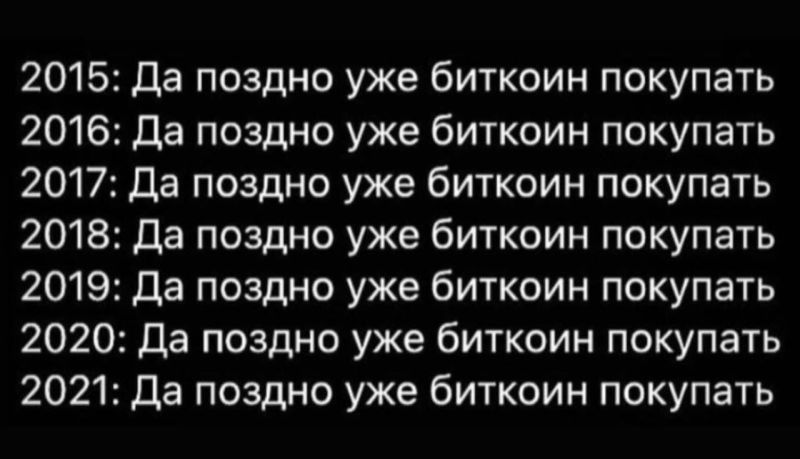 2015: Да поздно уже биткоин покупать
2016: Да поздно уже биткоин покупать
2017: Да поздно уже биткоин покупать
2018: Да поздно уже биткоин покупать
2019: Да поздно уже биткоин покупать
2020: Да поздно уже биткоин покупать
2021: Да поздно уже биткоин покупать